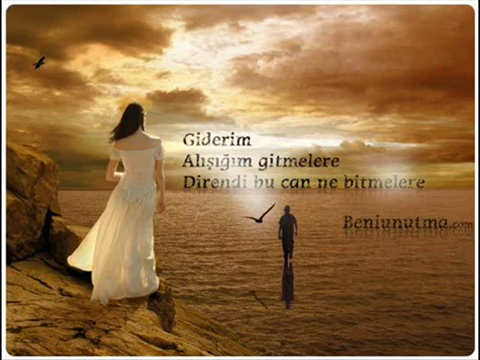 Giderim
Alışığım gitmelere
Direndi bu can ne bitmelere
Beniunutma.com